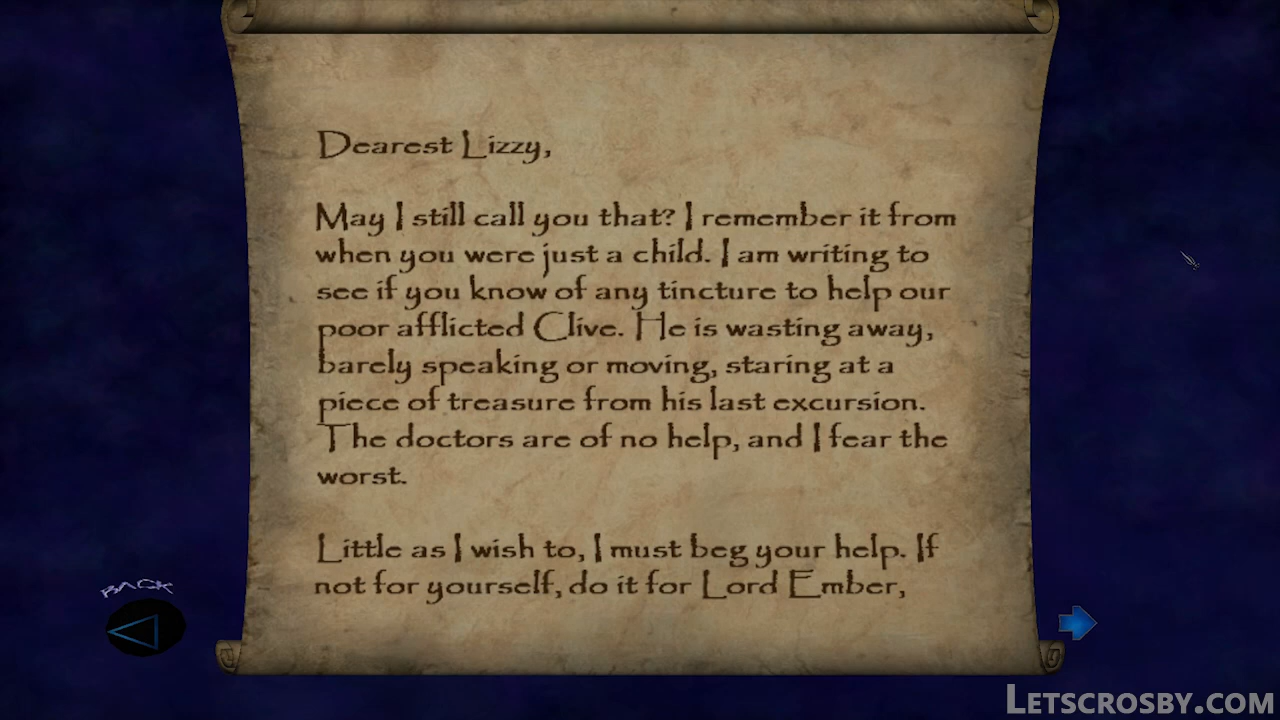 Dearest Lizzy,
May I still call you that? I remember it from
when you were just a child. I am writing to
see if you know of any tincture to help our
poor afflicted Clive. He is wasting away,
barely speaking or moving, staring at a
piece of treasure from his last excursion.
The doctors are of no help, and I fear the
worst.
Little as I wish to, I must beg your help. If
not for yourself, do it for Lord Ember,
BACK
LETSCROSBY.COM